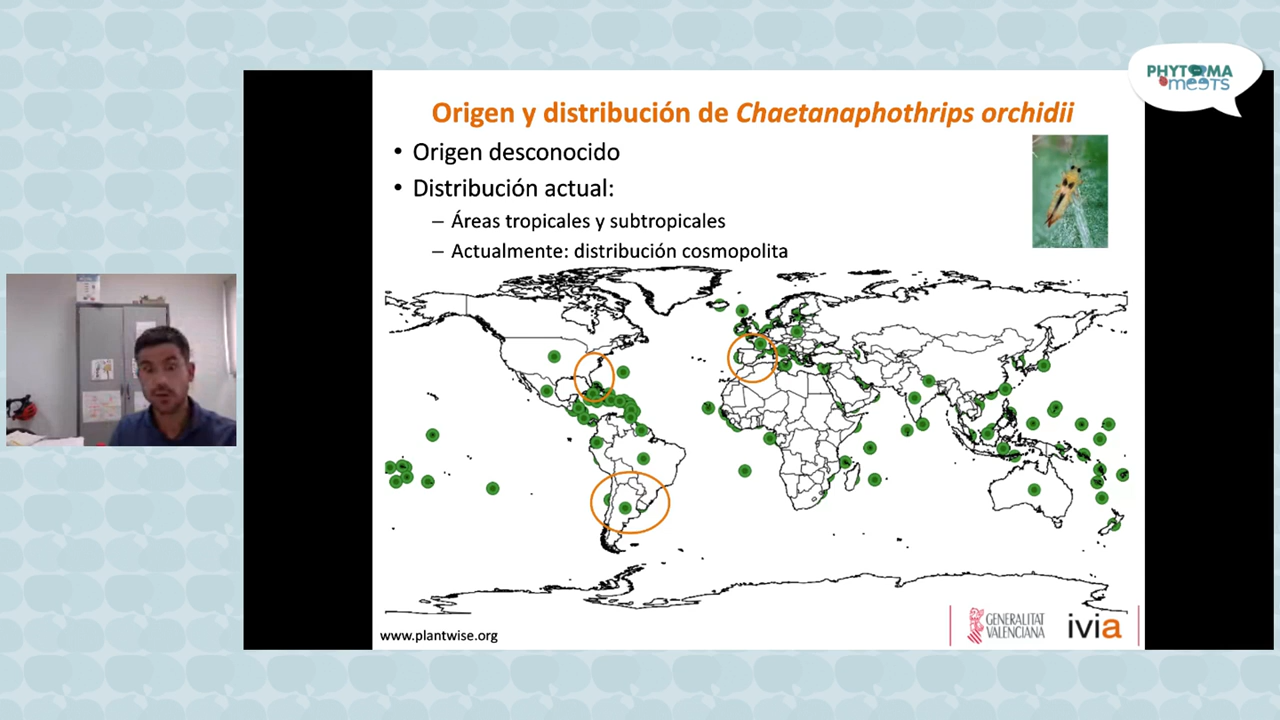 PHYTOMA
meets
Origen y distribución de Chaetanaphothrips orchidii
• Origen desconocido
• Distribución actual:
– Áreas tropicales y subtropicales
– Actualmente: distribución cosmopolita
www.plantwise.org
GENERALITAT
VALENCIANA
ivia